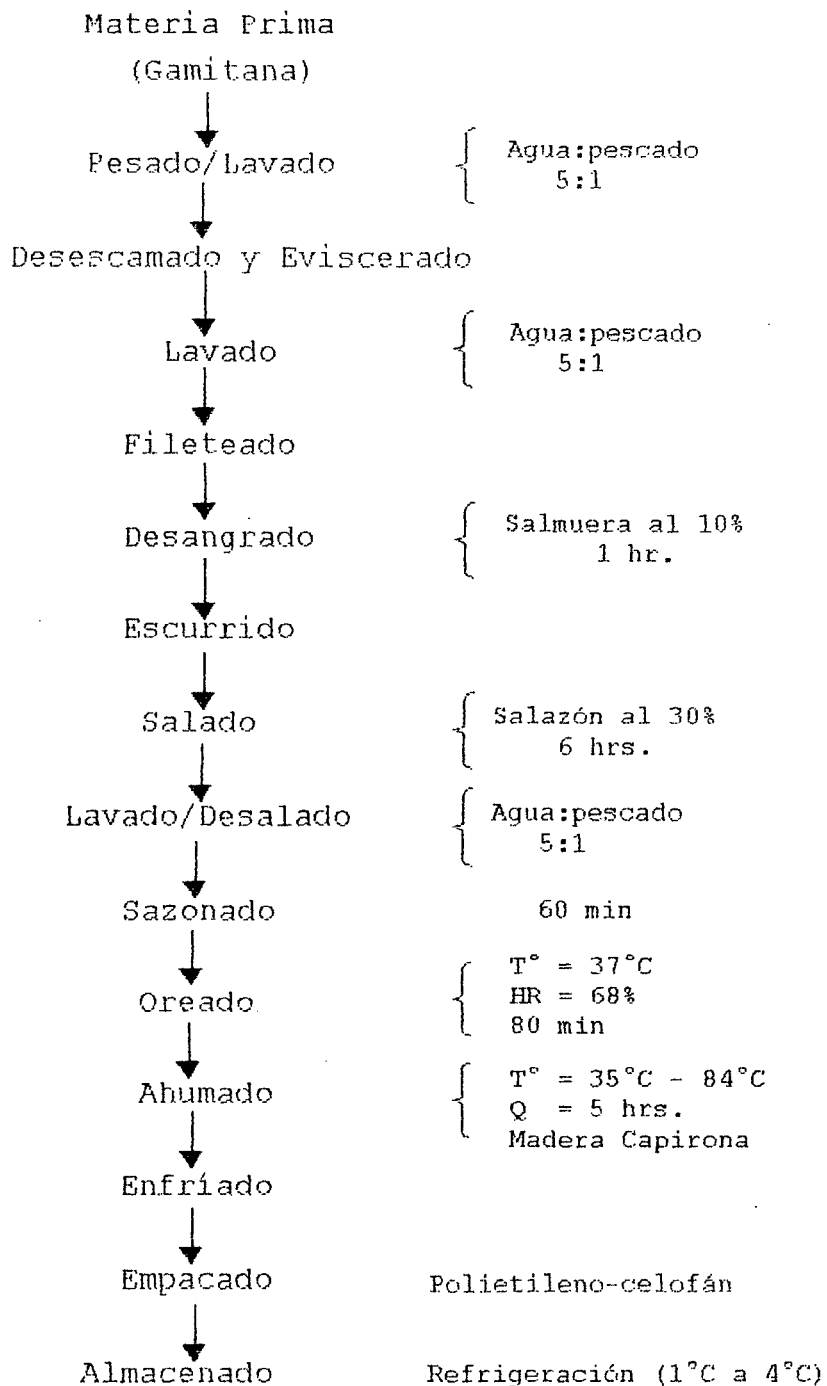 Materia Prima
(Gamitana)
Pesado/Lavado
Agua:pescado
5:1
Desescamado y Eviscerado
Lavado
Agua:pescado
5:1
Fileteado
Desangrado
Salmuera al 10%
1 hr.
Escurrido
Salado
Salazón al 30%
6 hrs.
Lavado/Desalado
Agua:pescado
5:1
Sazonado
60 min
Oreado
T° = 37°C
HR = 68%
80 min
Ahumado
T° = 35°C - 84°C
Q = 5 hrs.
Madera Capirona
Enfríado
Empacado
Polietileno-celofán
Almacenado
Refrigeración (1°C a 4°C)